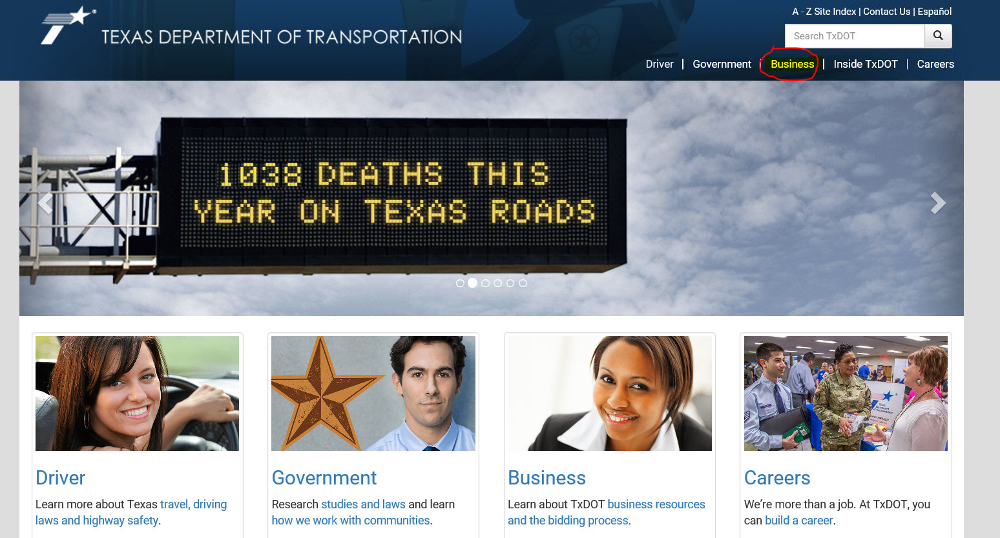 A - Z Site Index | Contact Us | Español
TEXAS DEPARTMENT OF TRANSPORTATION
Search TxDOT
Driver | Government | Business | Inside TxDOT | Careers
1038 DEATHS THIS
YEAR ON TEXAS ROADS
Driver
Learn more about Texas travel, driving
laws and highway safety.
Government
Research studies and laws and learn
how we work with communities.
Business
Learn about TxDOT business resources
and the bidding process.
Careers
We're more than a job. At TxDOT, you
can build a career.